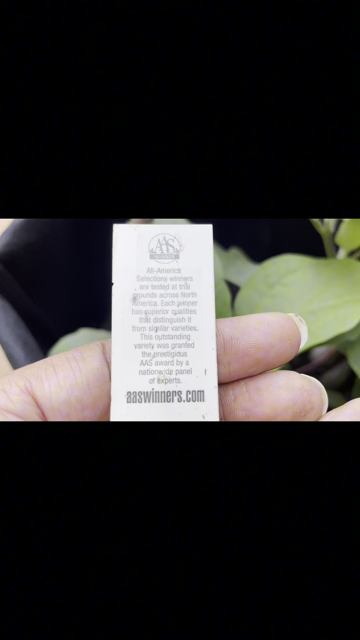 AAS
All-America
Selections winners
are tested at trial
grounds across North
America. Each winner
has superior qualities
that distinguish it
from similar varieties.
This outstanding
variety was granted
the prestigious
AAS award by a
nationwide panel
of experts.
aaswinners.com